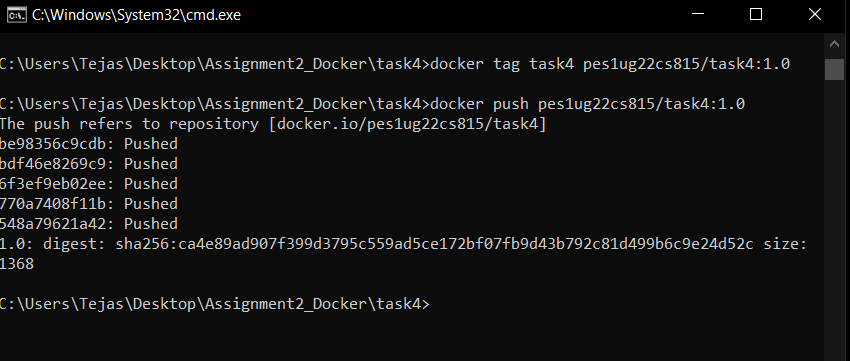 C:\Windows\System32\cmd.exe
C:\Users\Tejas\Desktop\Assignment2_Docker\task4>docker tag task4 pes1ug22cs815/task4:1.0
C:\Users\Tejas\Desktop\Assignment2_Docker\task4>docker push pes1ug22cs815/task4:1.0
The push refers to repository [docker.io/pes1ug22cs815/task4]
be98356c9cdb: Pushed
bdf46e8269c9: Pushed
6f3ef9eb02ee: Pushed
770a7408f11b: Pushed
548a79621a42: Pushed
1.0: digest: sha256:ca4e89ad907f399d3795c559ad5ce172bf07fb9d43b792c81d499b6c9e24d52c size:
1368
C:\Users\Tejas\Desktop\Assignment2_Docker\task4>